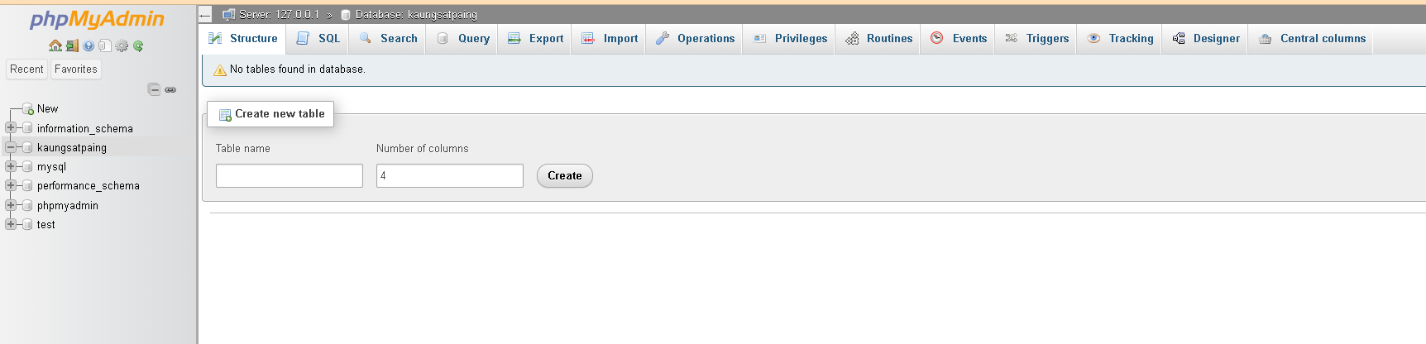 phpMyAdmin
Server: 127.0.0.1 » Database: kaungsatpaing
Structure SQL Search Query Export Import Operations Privileges Routines Events Triggers Tracking Designer Central columns
Recent Favorites
No tables found in database.
New
information_schema
kaungsatpaing
mysql
performance_schema
phpmyadmin
test
Create new table
Table name Number of columns
4 Create